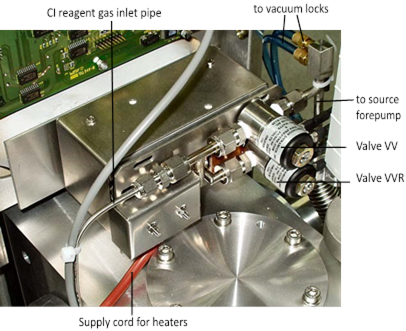 CI reagent gas inlet pipe
to vacuum locks
to source
forepump
Valve VV
Valve VVR
Supply cord for heaters